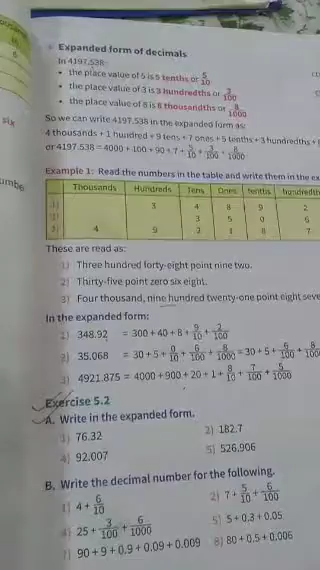 Expanded form of decimals
In 4197.538:
• the place value of 5 is 5 tenths or 5/10
• the place value of 3 is 3 hundredths or 3/100
• the place value of 8 is 8 thousandths or 8/1000
So we can write 4197.538 in the expanded form as:
4 thousands + 1 hundred + 9 tens + 7 ones + 5 tenths + 3 hundredths +
or 4197.538 = 4000 + 100 + 90 + 7 + 5/10 + 3/100 + 8/1000
Example 1: Read the numbers in the table and write them in the
Thousands Hundreds Tens Ones tenths hundredth
1) 3 4 8 9 2
2) 3 5 0 6
3) 4 9 2 1 8 7
These are read as:
1) Three hundred forty-eight point nine two.
2) Thirty-five point zero six eight.
3) Four thousand, nine hundred twenty-one point eight seve
In the expanded form:
1) 348.92 = 300 + 40 + 8 + 9/10 + 2/100
2) 35.068 = 30 + 5 + 0/10 + 6/100 + 8/1000 = 30 + 5 + 6/100 + 8/100
3) 4921.875 = 4000 + 900 + 20 + 1 + 8/10 + 7/100 + 5/1000
Exercise 5.2
A. Write in the expanded form.
1) 76.32 2) 182.7
4) 92.007 5) 526.906
B. Write the decimal number for the following.
1) 4 + 6/10 2) 7 + 5/10 + 6/100
4) 25 + 3/100 + 6/1000 5) 5 + 0.3 + 0.05
7) 90 + 9 + 0.9 + 0.09 + 0.009 8) 80 + 0.5 + 0.006
six
umbe